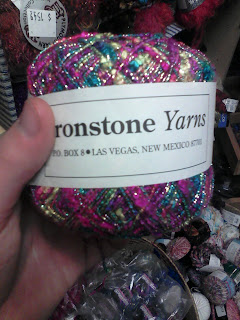 ronstone Yarns
P.O. BOX 8•LAS VEGAS, NEW MEXICO 87701